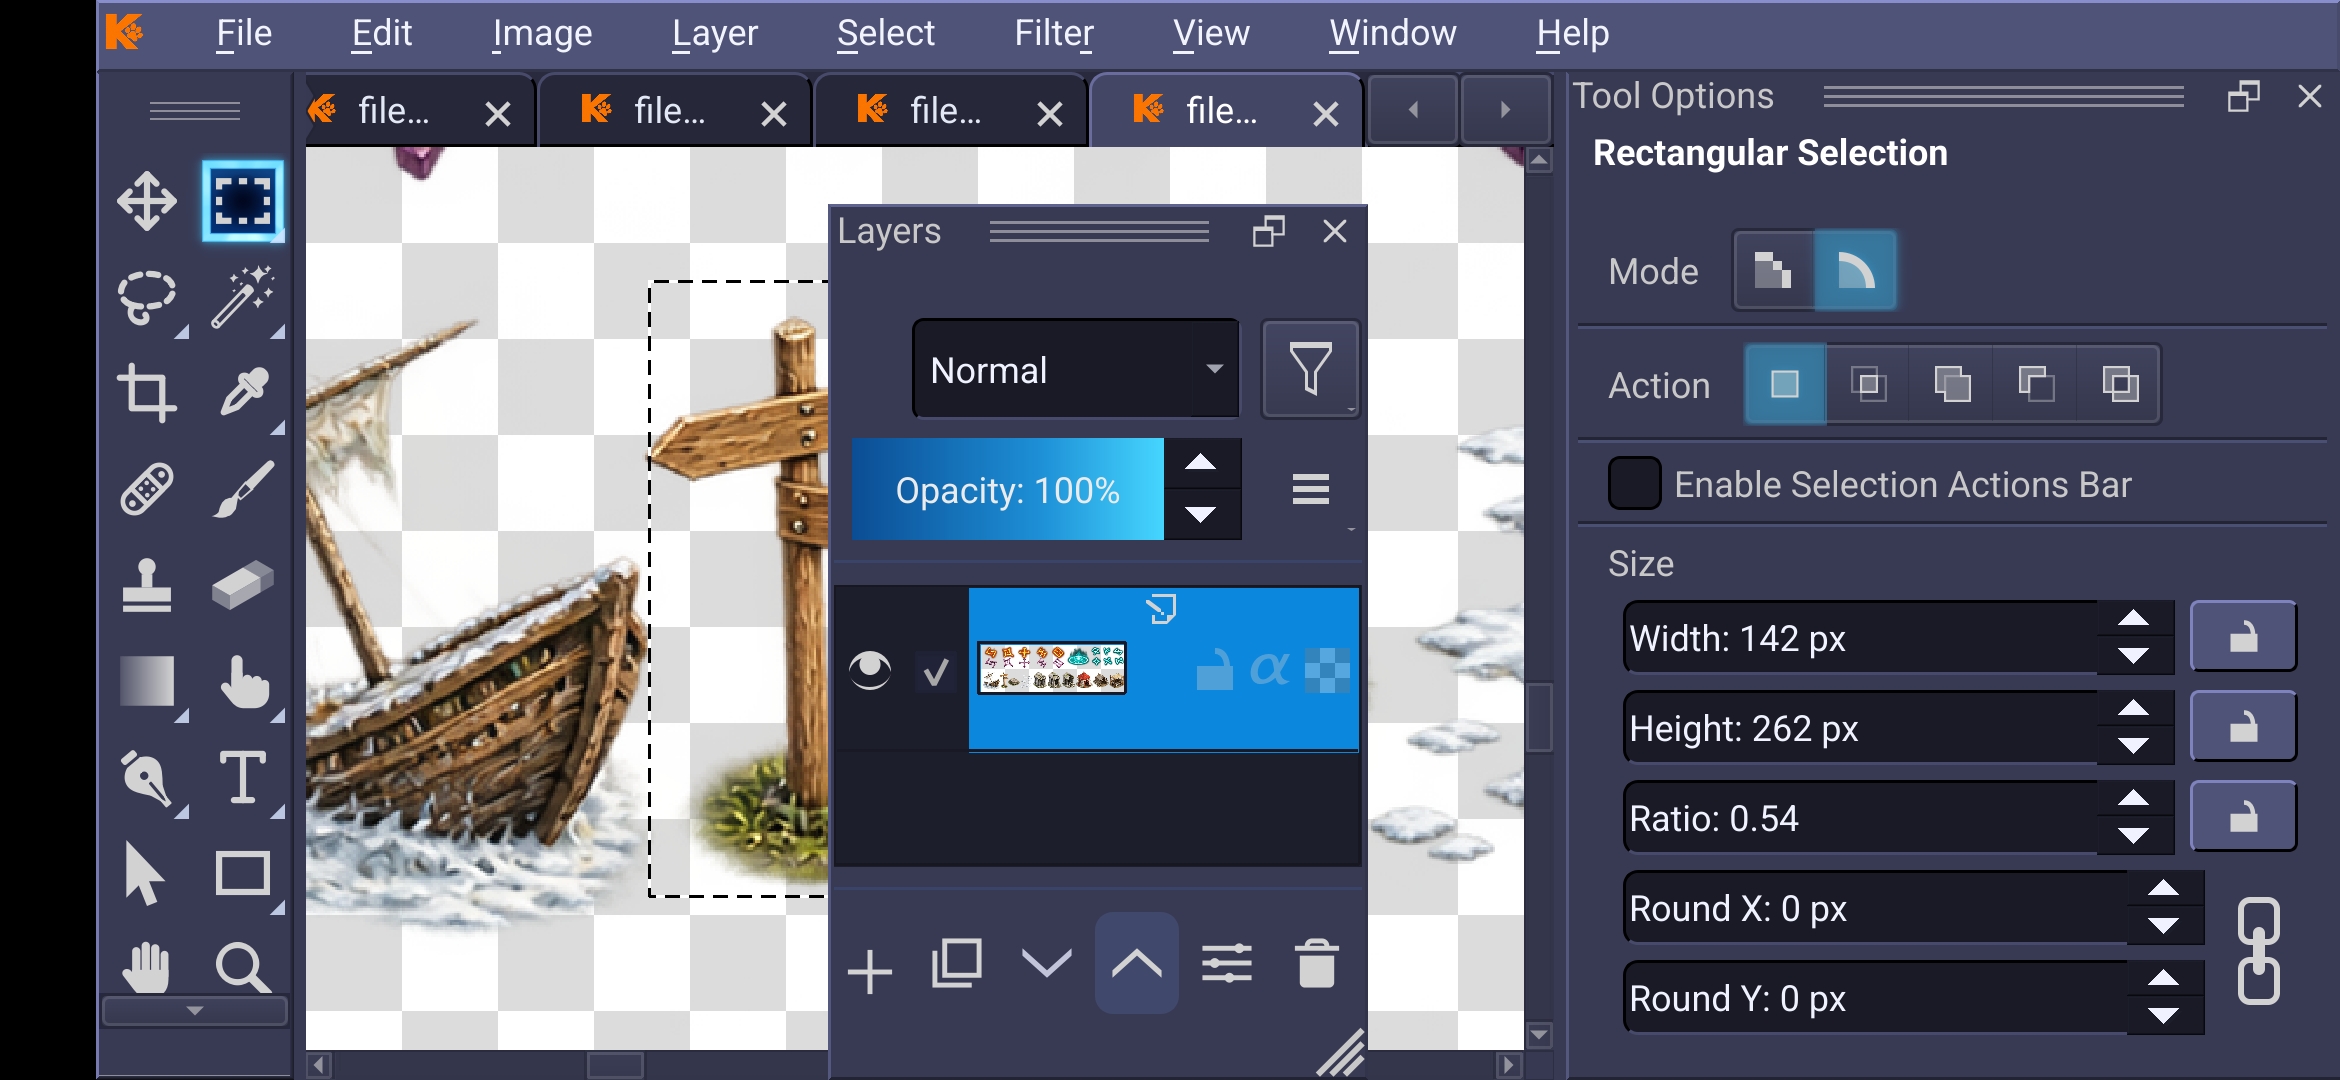 File Edit Image Layer Select Filter View Window Help
file... file... file... file...
Tool Options
Rectangular Selection
Layers
Mode
Normal
Action
Opacity: 100%
Enable Selection Actions Bar
Size
Width: 142 px
α
Height: 262 px
Ratio: 0.54
Round X: 0 px
Round Y: 0 px